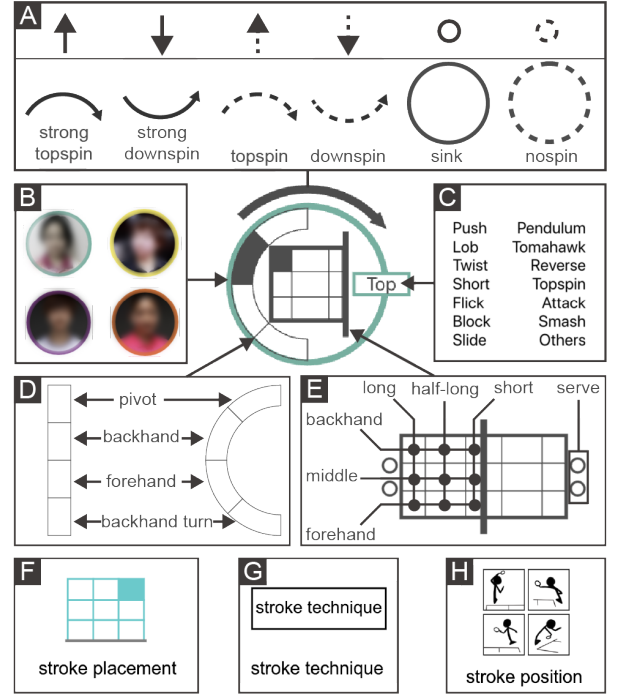 A
strong
topspin
strong
downspin
topspin
downspin
sink
nospin
B
Top
C
Push Pendulum
Lob Tomahawk
Twist Reverse
Short Topspin
Flick Attack
Block Smash
Slide Others
D
pivot
backhand
forehand
backhand turn
E
long half-long short serve
backhand
middle
forehand
F
stroke placement
G
stroke technique
stroke technique
H
stroke position